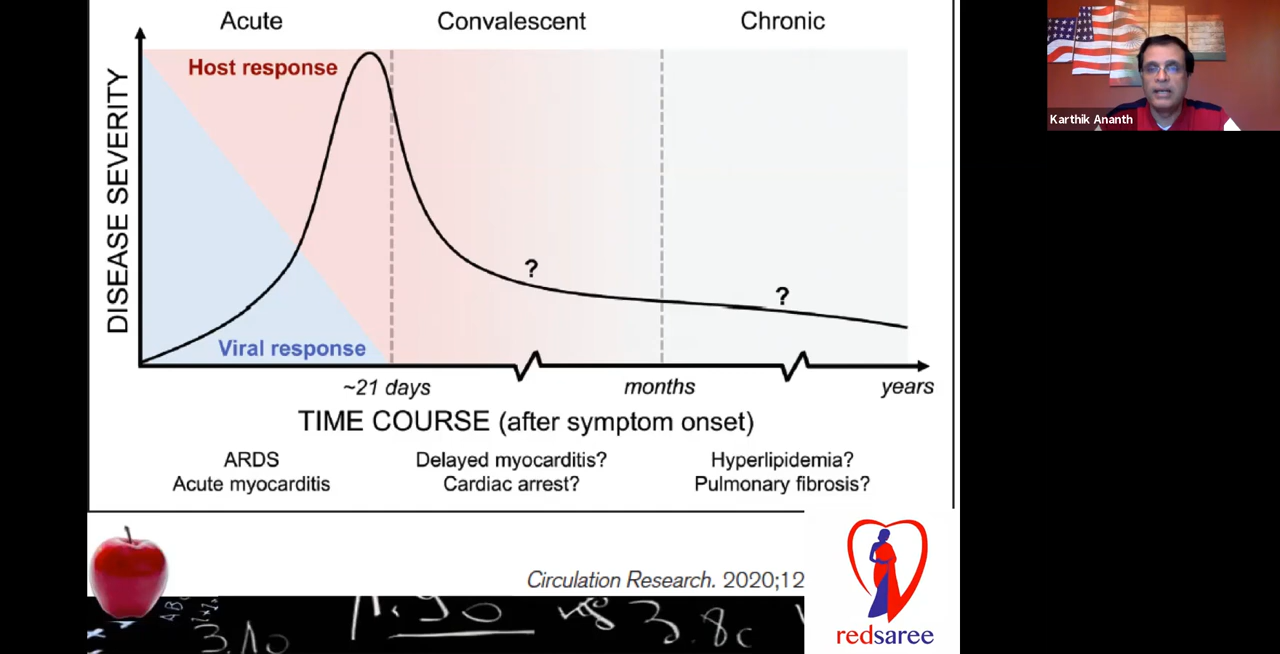 Acute Convalescent Chronic
Host response
DISEASE SEVERITY
Karthik Ananth
?
?
Viral response
~21 days months years
TIME COURSE (after symptom onset)
ARDS Delayed myocarditis? Hyperlipidemia?
Acute myocarditis Cardiac arrest? Pulmonary fibrosis?
Circulation Research. 2020;12
redsaree